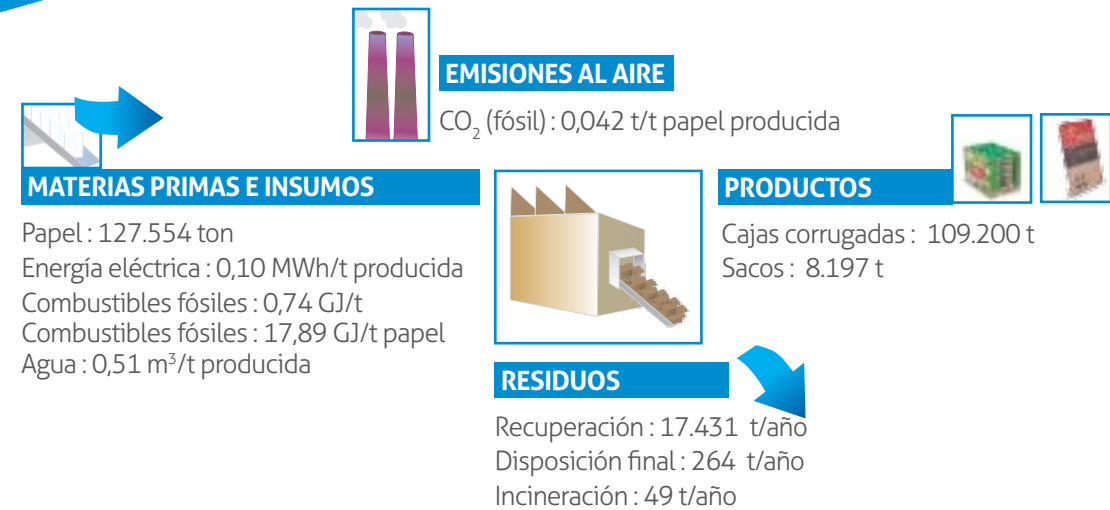 EMISIONES AL AIRE
CO₂ (fósil) : 0,042 t/t papel producida
MATERIAS PRIMAS E INSUMOS
Papel : 127.554 ton
Energía eléctrica : 0,10 MWh/t producida
Combustibles fósiles : 0,74 GJ/t
Combustibles fósiles : 17,89 GJ/t papel
Agua : 0,51 m³/t producida
PRODUCTOS
Cajas corrugadas : 109.200 t
Sacos : 8.197 t
RESIDUOS
Recuperación : 17.431 t/año
Disposición final : 264 t/año
Incineración : 49 t/año